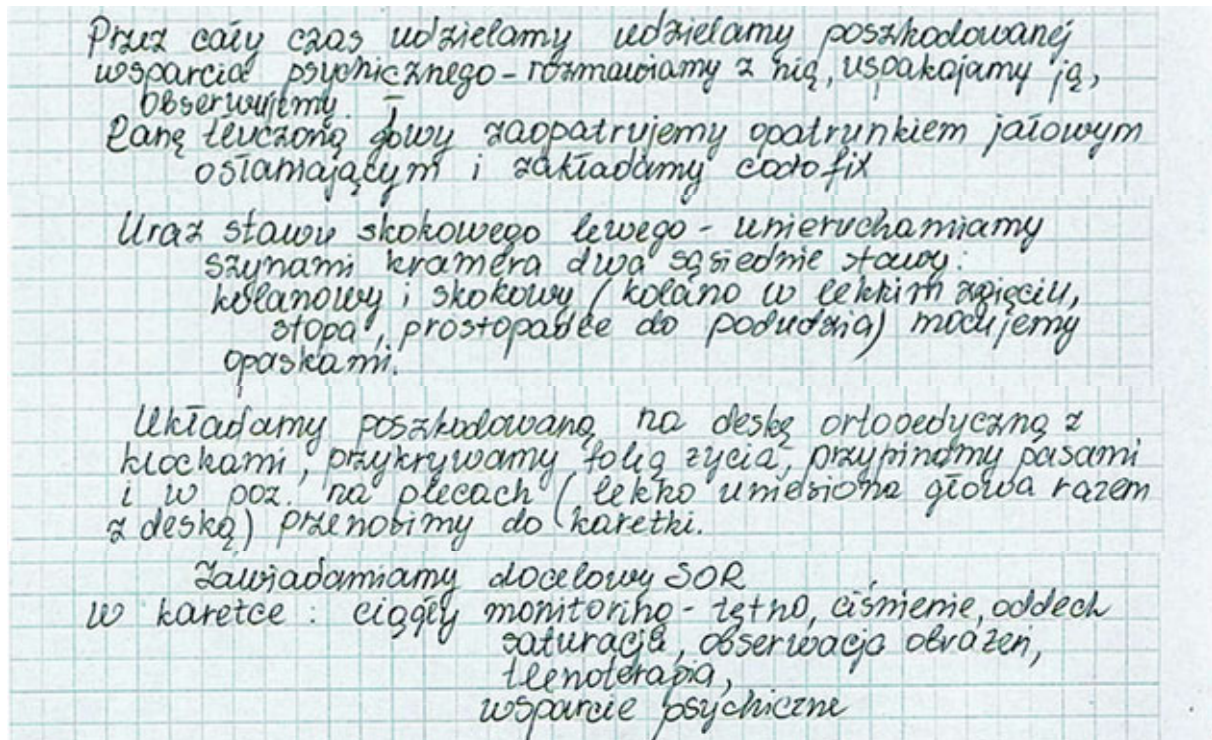 Przez cały czas udzielamy udzielamy poszkodowanej
wsparcia psychicznego - rozmawiamy z nią, uspakajamy ją,
obserwujemy.
Ranę tłuczoną głowy zaopatrujemy opatrunkiem jałowym
osłaniającym i zakładamy codofix
Uraz stawu skokowego lewego - unieruchamiamy
szynami kramera dwa sąsiednie stawy:
kolanowy i skokowy (kolano w lekkim zgięciu,
stopa, prostopadle do podudzia) mocujemy
opaskami.
Układamy poszkodowaną na deskę ortopedyczną z
klockami, przykrywamy folią życia, przypinamy pasami
i w poz. na plecach (lekko uniesiona głowa razem
z deską) przenosimy do karetki.
Zawiadamiamy docelowy SOR
w karetce: ciągły monitoring - tętno, ciśnienie, oddech
saturacja, obserwacja obrażeń,
tlenoterapia,
wsparcie psychiczne